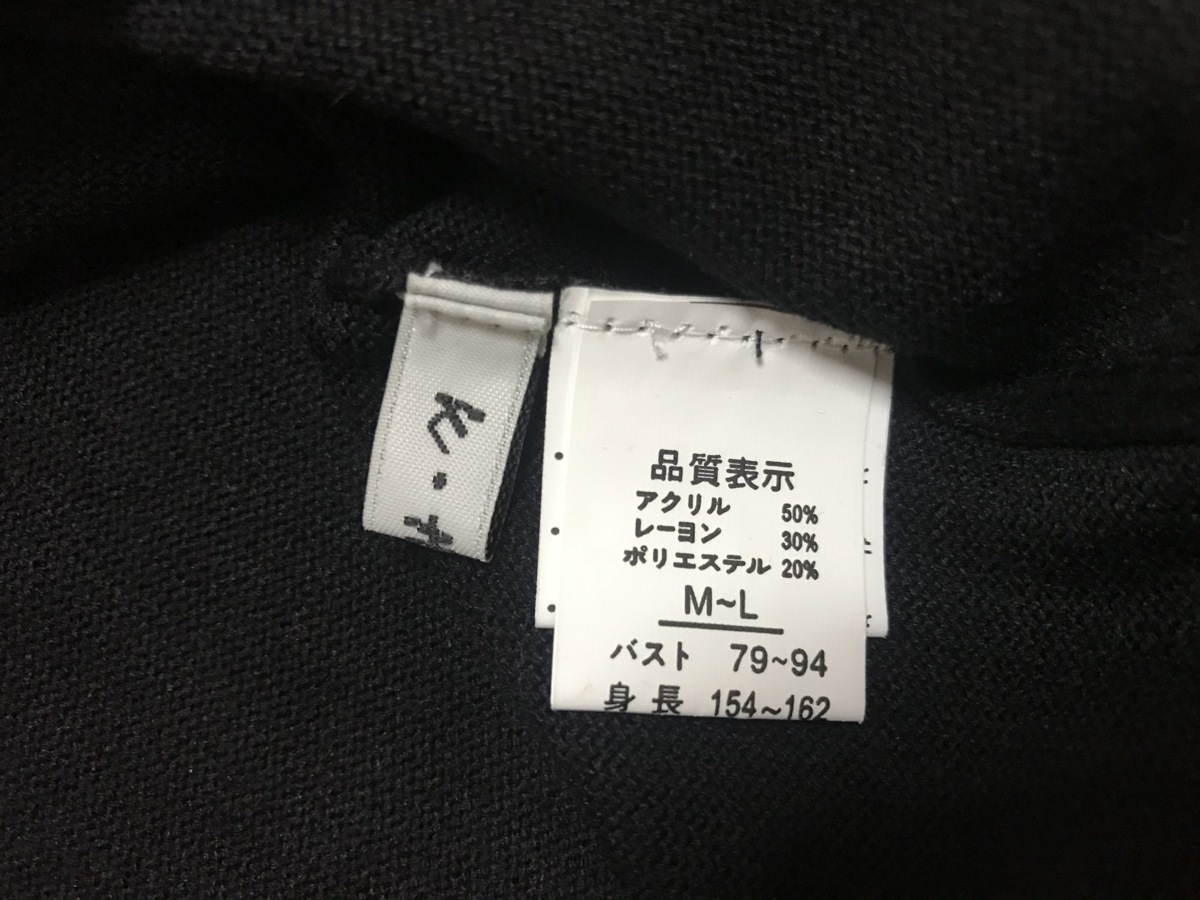 品質表示
アクリル 50%
レーヨン 30%
ポリエステル 20%
M~L
バスト 79~94
身長 154~162